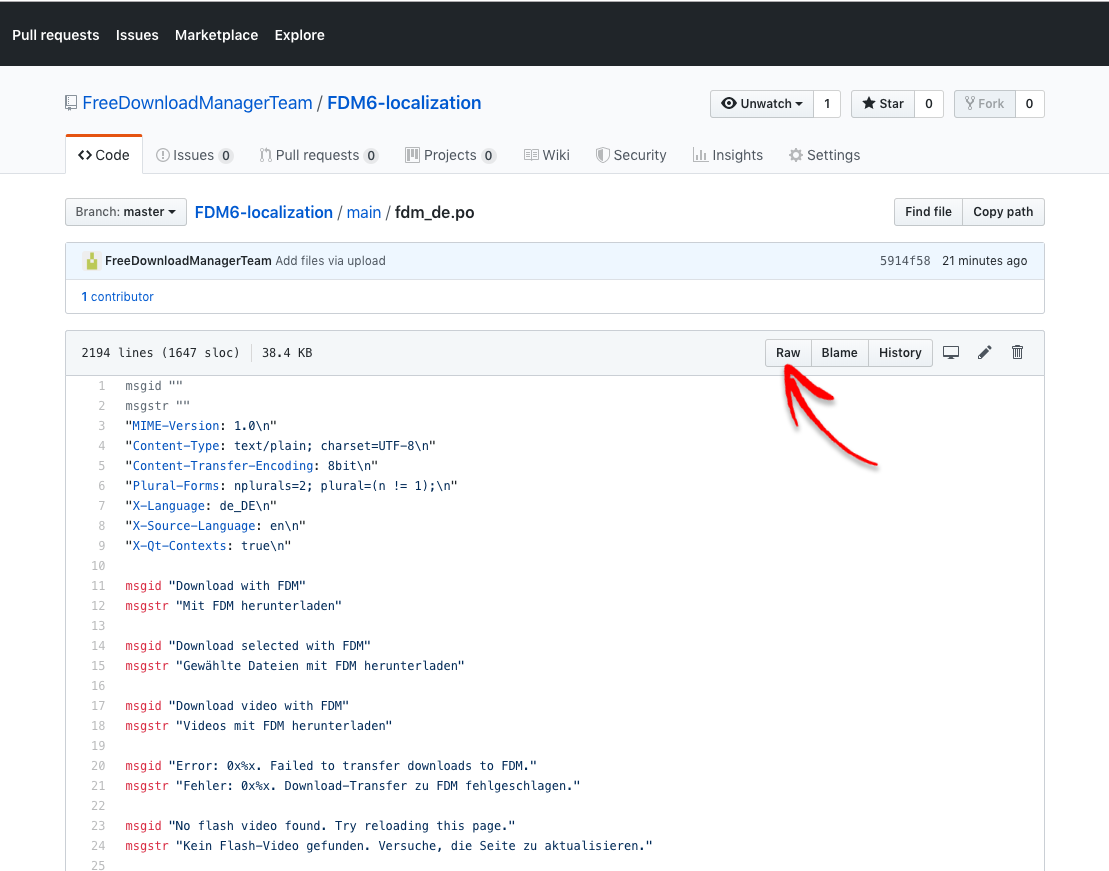 Pull requests Issues Marketplace Explore
FreeDownloadManagerTeam / FDM6-localization
Unwatch 1 Star 0 Fork 0
Code Issues 0 Pull requests 0 Projects 0 Wiki Security Insights Settings
Branch: master FDM6-localization / main / fdm_de.po Find file Copy path
FreeDownloadManagerTeam Add files via upload 5914f58 21 minutes ago
1 contributor
2194 lines (1647 sloc) 38.4 KB Raw Blame History
1 msgid ""
2 msgstr ""
3 "MIME-Version: 1.0\n"
4 "Content-Type: text/plain; charset=UTF-8\n"
5 "Content-Transfer-Encoding: 8bit\n"
6 "Plural-Forms: nplurals=2; plural=(n != 1);\n"
7 "X-Language: de_DE\n"
8 "X-Source-Language: en\n"
9 "X-Qt-Contexts: true\n"
10
11 msgid "Download with FDM"
12 msgstr "Mit FDM herunterladen"
13
14 msgid "Download selected with FDM"
15 msgstr "Gewählte Dateien mit FDM herunterladen"
16
17 msgid "Download video with FDM"
18 msgstr "Videos mit FDM herunterladen"
19
20 msgid "Error: 0x%x. Failed to transfer downloads to FDM."
21 msgstr "Fehler: 0x%x. Download-Transfer zu FDM fehlgeschlagen."
22
23 msgid "No flash video found. Try reloading this page."
24 msgstr "Kein Flash-Video gefunden. Versuche, die Seite zu aktualisieren."
25